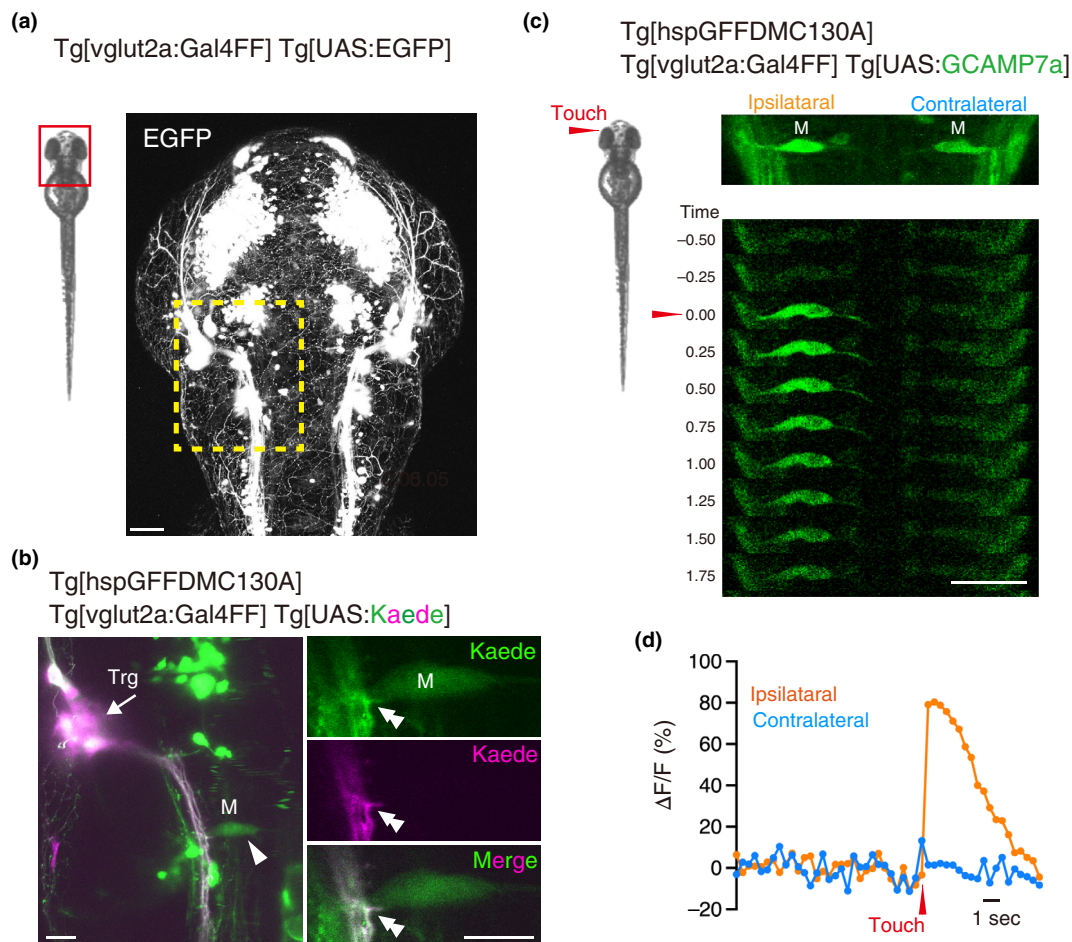 (a)
Tg[vglut2a:Gal4FF] Tg[UAS:EGFP]
EGFP
(b)
Tg[hspGFFDMC130A]
Tg[vglut2a:Gal4FF] Tg[UAS:Kaede]
Trg
M
Kaede
M
Kaede
Merge
(c)
Tg[hspGFFDMC130A]
Tg[vglut2a:Gal4FF] Tg[UAS:GCAMP7a]
Touch
Ipsilataral
Contralateral
M
M
Time
–0.50
–0.25
0.00
0.25
0.50
0.75
1.00
1.25
1.50
1.75
(d)
100
80
60
40
20
0
–20
ΔF/F (%)
Ipsilataral
Contralateral
Touch
1 sec